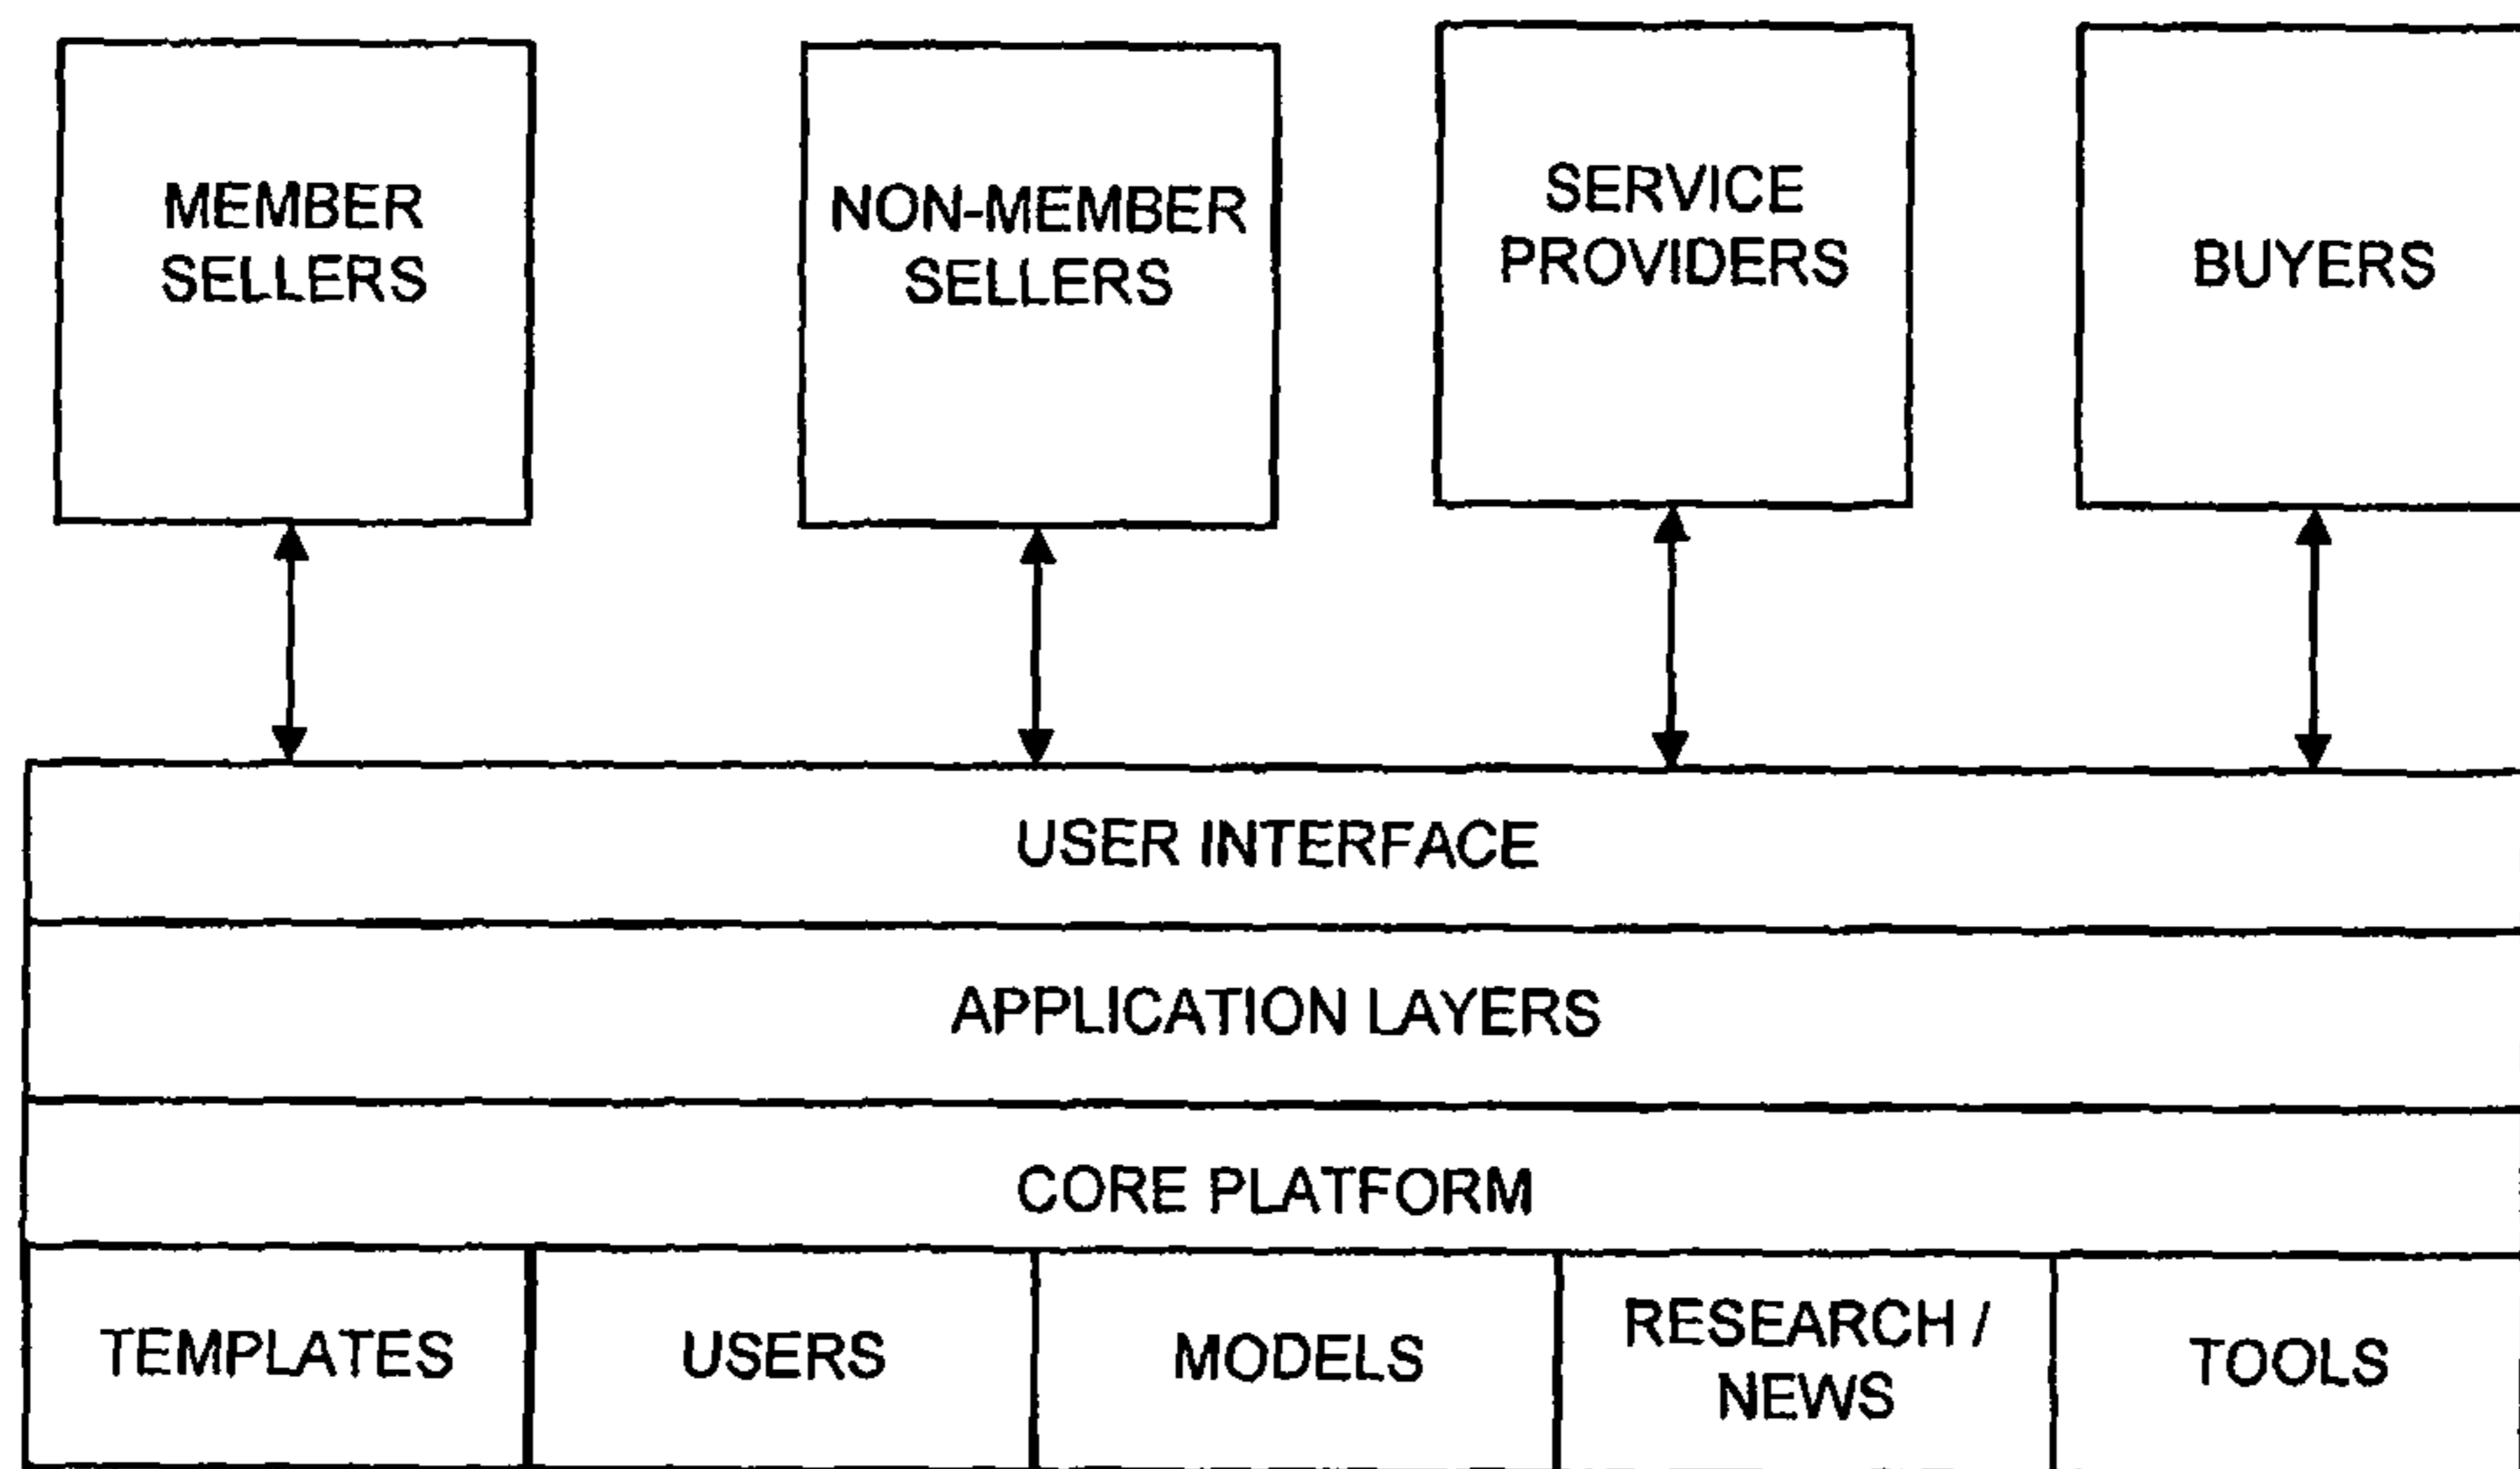 MEMBER
SELLERS
NON-MEMBER
SELLERS
SERVICE
PROVIDERS
BUYERS
USER INTERFACE
APPLICATION LAYERS
CORE PLATFORM
TEMPLATES
USERS
MODELS
RESEARCH /
NEWS
TOOLS